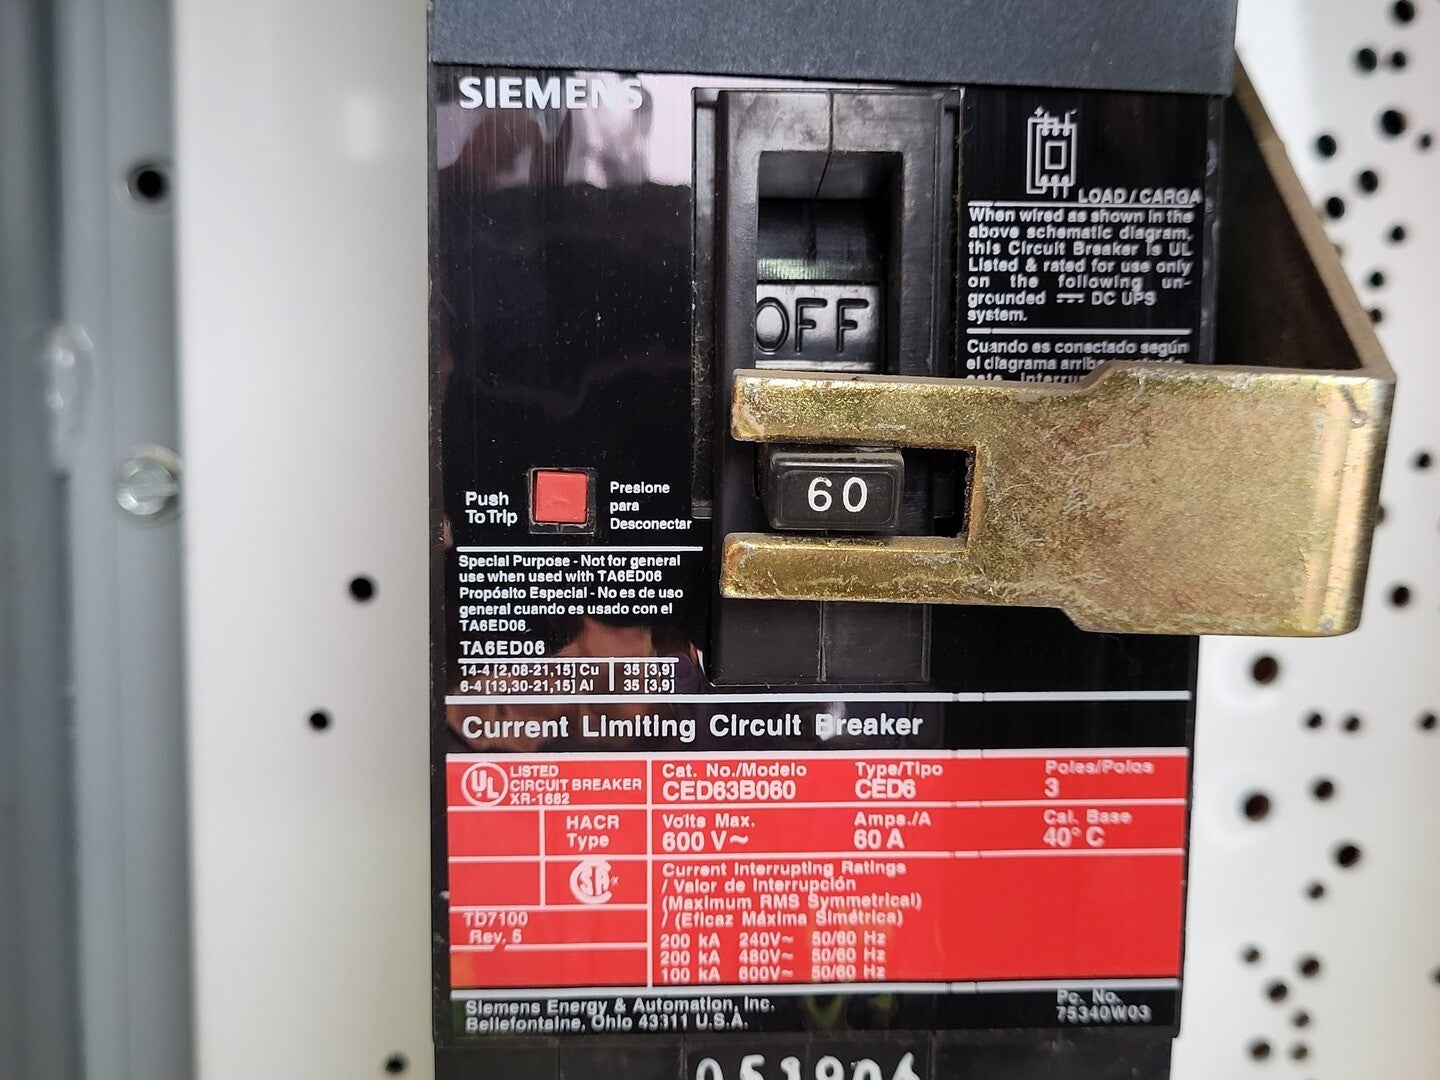 SIEMENS
OFF
60
LOAD / CARGA
When wired as shown in the
above schematic diagram,
this Circuit Breaker is UL
Listed & rated for use only
on the following un-
grounded ⎓ DC UPS
system.
Cuando es conectado según
el diagrama
Push
To Trip
Presione
para
Desconectar
Special Purpose - Not for general
use when used with TA6ED06
Propósito Especial - No es de uso
general cuando es usado con el
TA6ED06
TA6ED06
14-4 [2,08-21,15] Cu 35 [3,9]
6-4 [13,30-21,15] Al 35 [3,9]
Current Limiting Circuit Breaker
UL LISTED
CIRCUIT BREAKER
XR-1682
HACR
Type
TD7100
Rev. 5
Cat. No./Modelo Type/Tipo Poles/Polos
CED63B060 CED6 3
Volts Max. Amps./A Cal. Base
600 V~ 60 A 40° C
Current Interrupting Ratings
/ Valor de Interrupción
(Maximum RMS Symmetrical)
/ (Eficaz Máxima Simétrica)
200 kA 240V~ 50/60 Hz
200 kA 480V~ 50/60 Hz
100 kA 600V~ 50/60 Hz
Siemens Energy & Automation, Inc.
Bellefontaine, Ohio 43311 U.S.A.
Pc. No.
75340W03